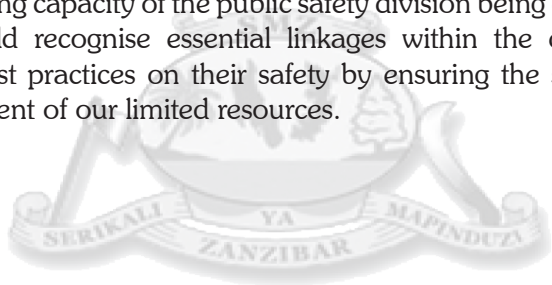 ng capacity of the public safety division being
ld recognise essential linkages within the
st practices on their safety by ensuring the
ent of our limited resources.
SMZ
SERIKALI YA MAPINDUZI
ZANZIBAR